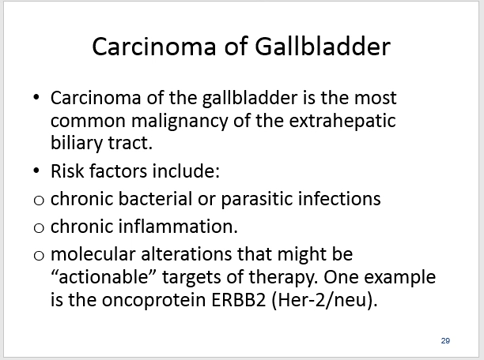 Carcinoma of Gallbladder
• Carcinoma of the gallbladder is the most
common malignancy of the extrahepatic
biliary tract.
• Risk factors include:
o chronic bacterial or parasitic infections
o chronic inflammation.
o molecular alterations that might be
“actionable” targets of therapy. One example
is the oncoprotein ERBB2 (Her-2/neu).
29